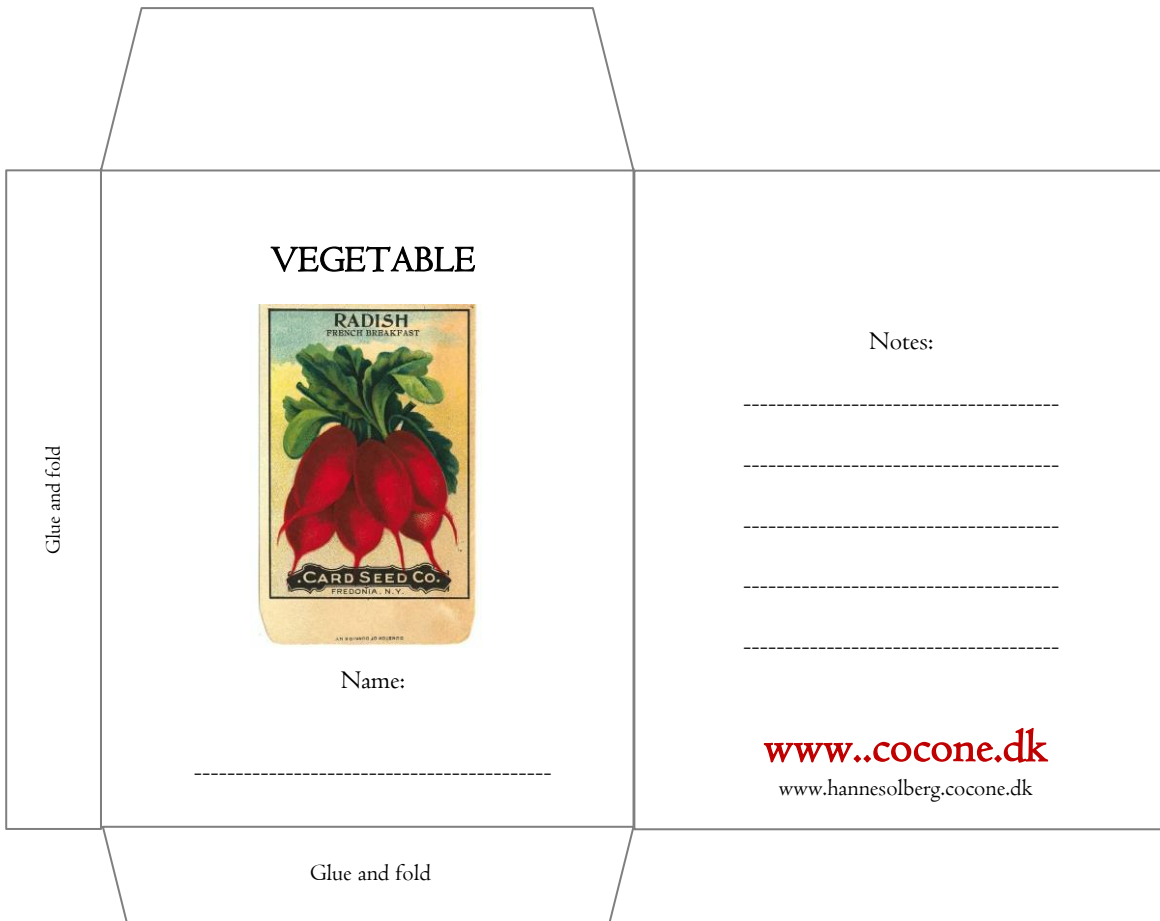 VEGETABLE
RADISH
FRENCH BREAKFAST
.CARD SEED CO.
FREDONIA, N.Y.
Name:
------------------------------------------
Glue and fold
Glue and fold
Notes:
-------------------------------------
-------------------------------------
-------------------------------------
-------------------------------------
-------------------------------------
www..cocone.dk
www.hannesolberg.cocone.dk